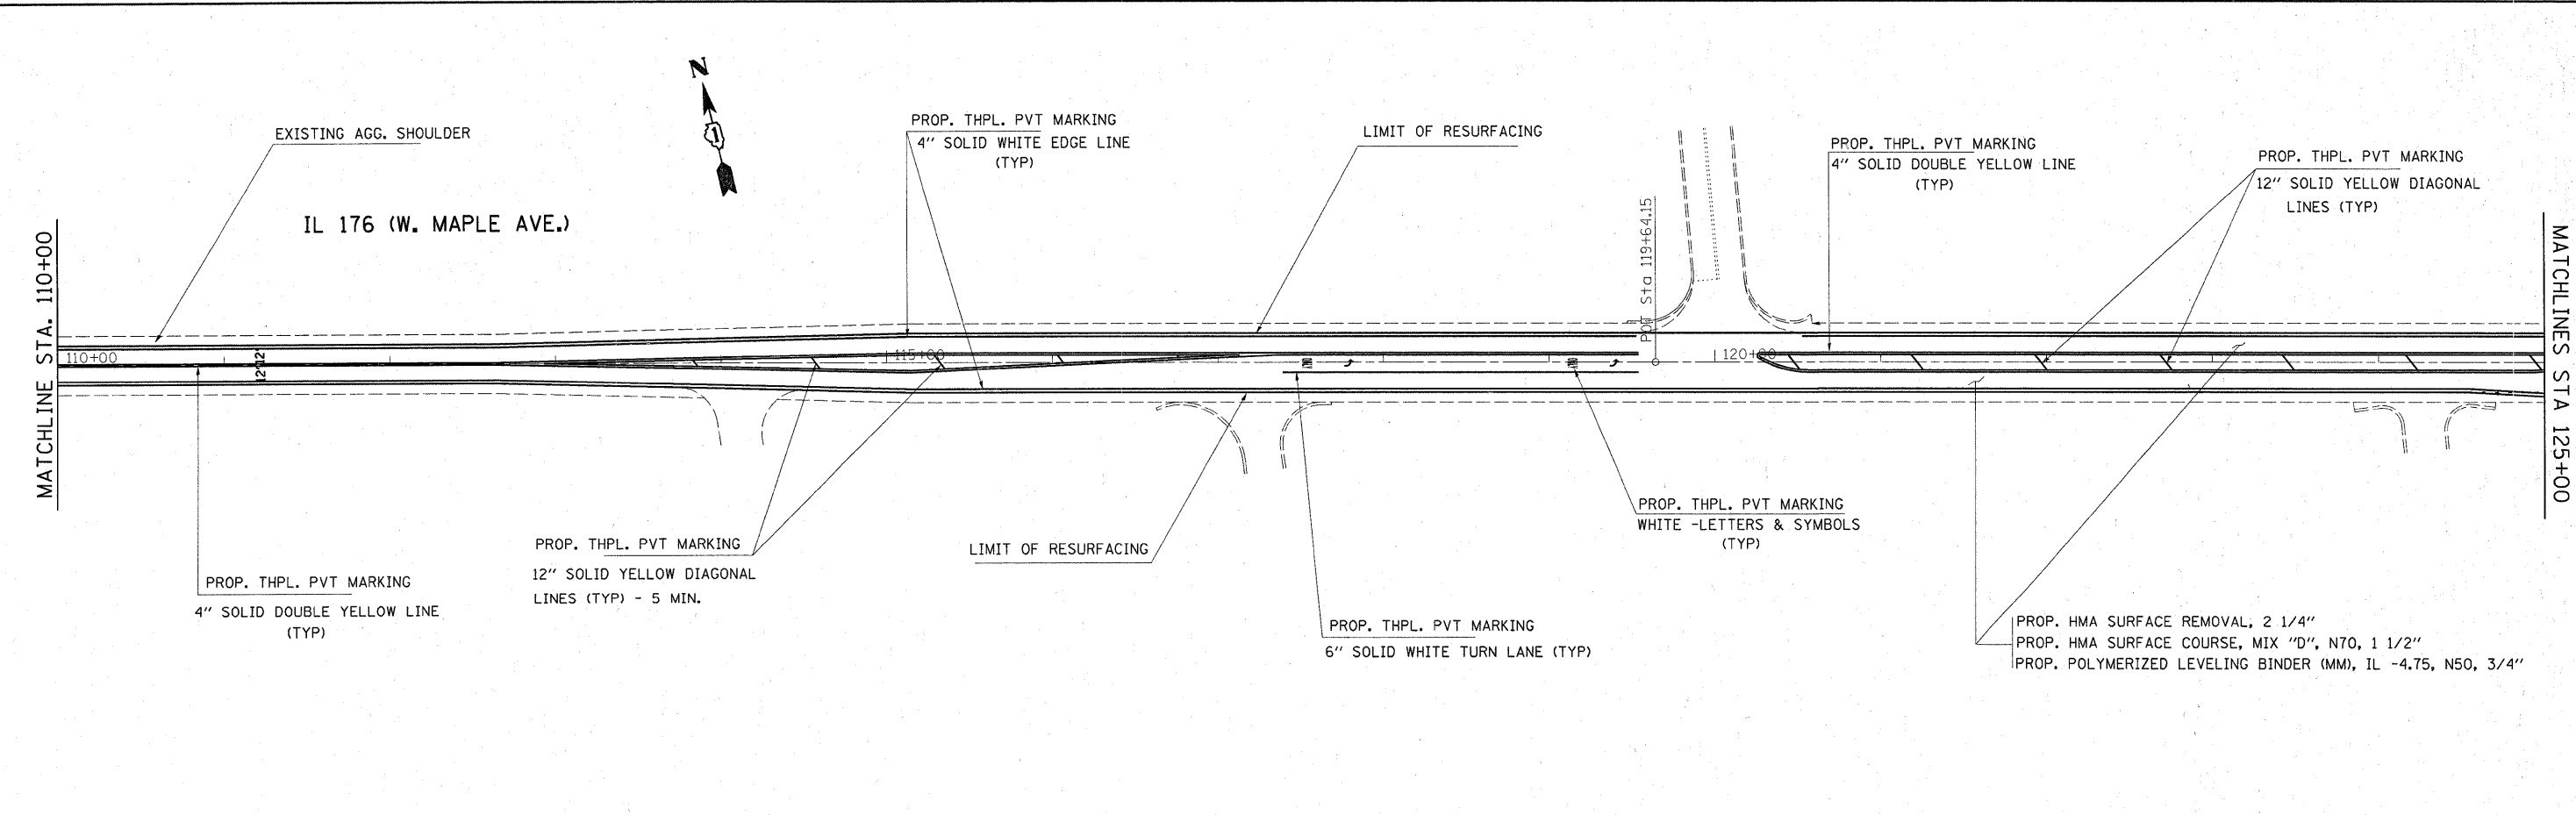 N
1
EXISTING AGG. SHOULDER
PROP. THPL. PVT MARKING
4" SOLID WHITE EDGE LINE
(TYP)
LIMIT OF RESURFACING
PROP. THPL. PVT MARKING
4" SOLID DOUBLE YELLOW LINE
(TYP)
PROP. THPL. PVT MARKING
12" SOLID YELLOW DIAGONAL
LINES (TYP)
IL 176 (W. MAPLE AVE.)
MATCHLINE STA. 110+00
POT Sta 119+64.15
MATCHLINES STA 125+00
110+00
12'
12'
115+00
120+00
PROP. THPL. PVT MARKING
4" SOLID DOUBLE YELLOW LINE
(TYP)
PROP. THPL. PVT MARKING
12" SOLID YELLOW DIAGONAL
LINES (TYP) - 5 MIN.
LIMIT OF RESURFACING
PROP. THPL. PVT MARKING
6" SOLID WHITE TURN LANE (TYP)
PROP. THPL. PVT MARKING
WHITE -LETTERS & SYMBOLS
(TYP)
PROP. HMA SURFACE REMOVAL, 2 1/4"
PROP. HMA SURFACE COURSE, MIX "D", N70, 1 1/2"
PROP. POLYMERIZED LEVELING BINDER (MM), IL -4.75, N50, 3/4"